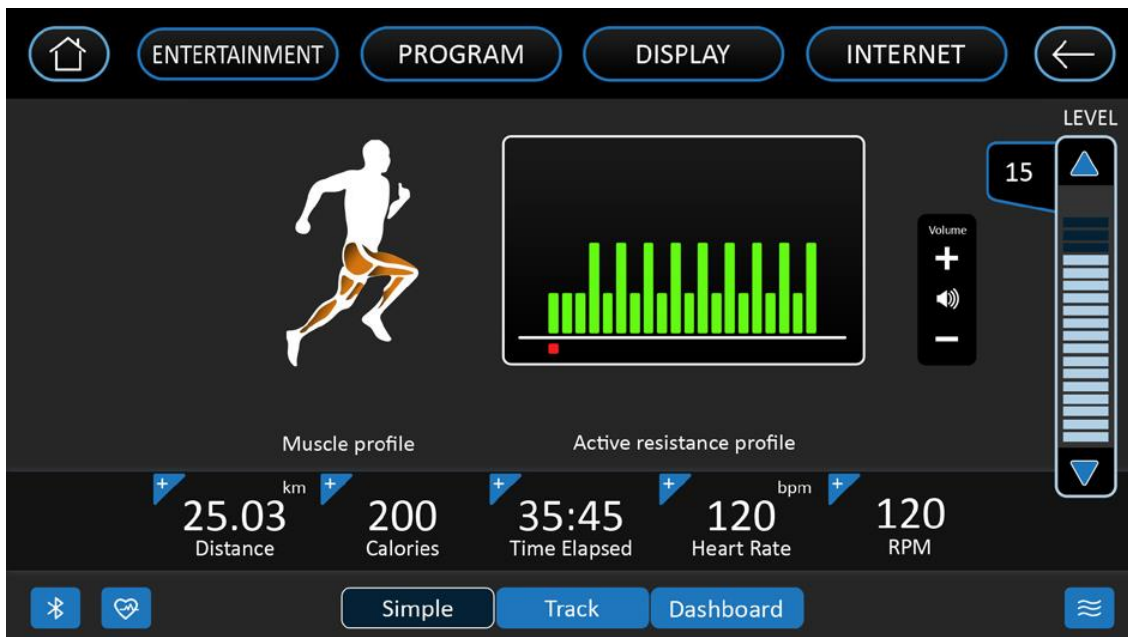 ENTERTAINMENT
PROGRAM
DISPLAY
INTERNET
LEVEL
15
Volume
Muscle profile
Active resistance profile
25.03 km
Distance
200
Calories
35:45
Time Elapsed
120 bpm
Heart Rate
120
RPM
Simple
Track
Dashboard